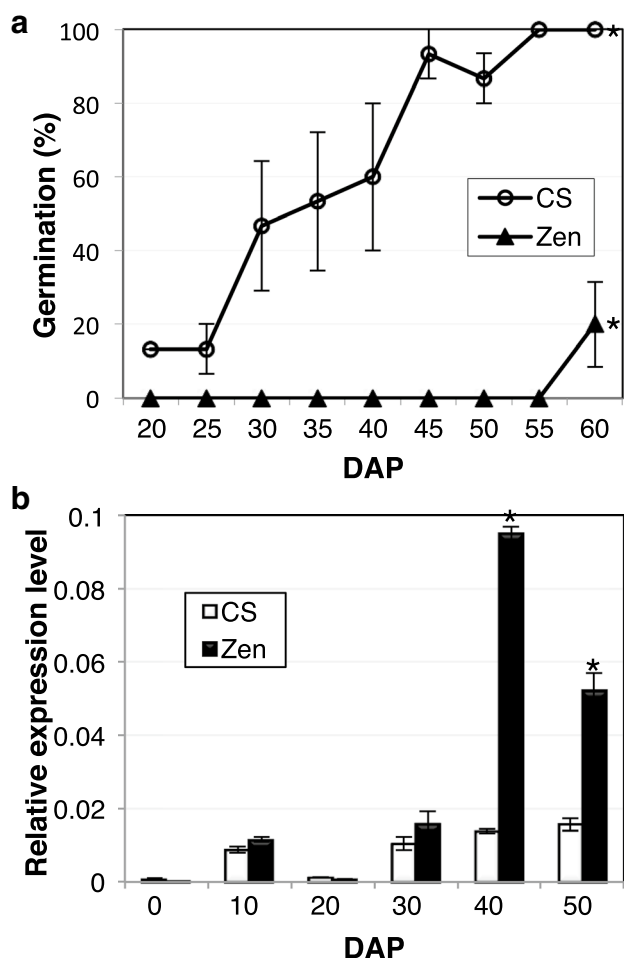 a
Germination (%)
100
80
60
40
20
0
*
*
CS
Zen
20 25 30 35 40 45 50 55 60
DAP
b
Relative expression level
0.1
0.08
0.06
0.04
0.02
0
*
*
CS
Zen
0 10 20 30 40 50
DAP